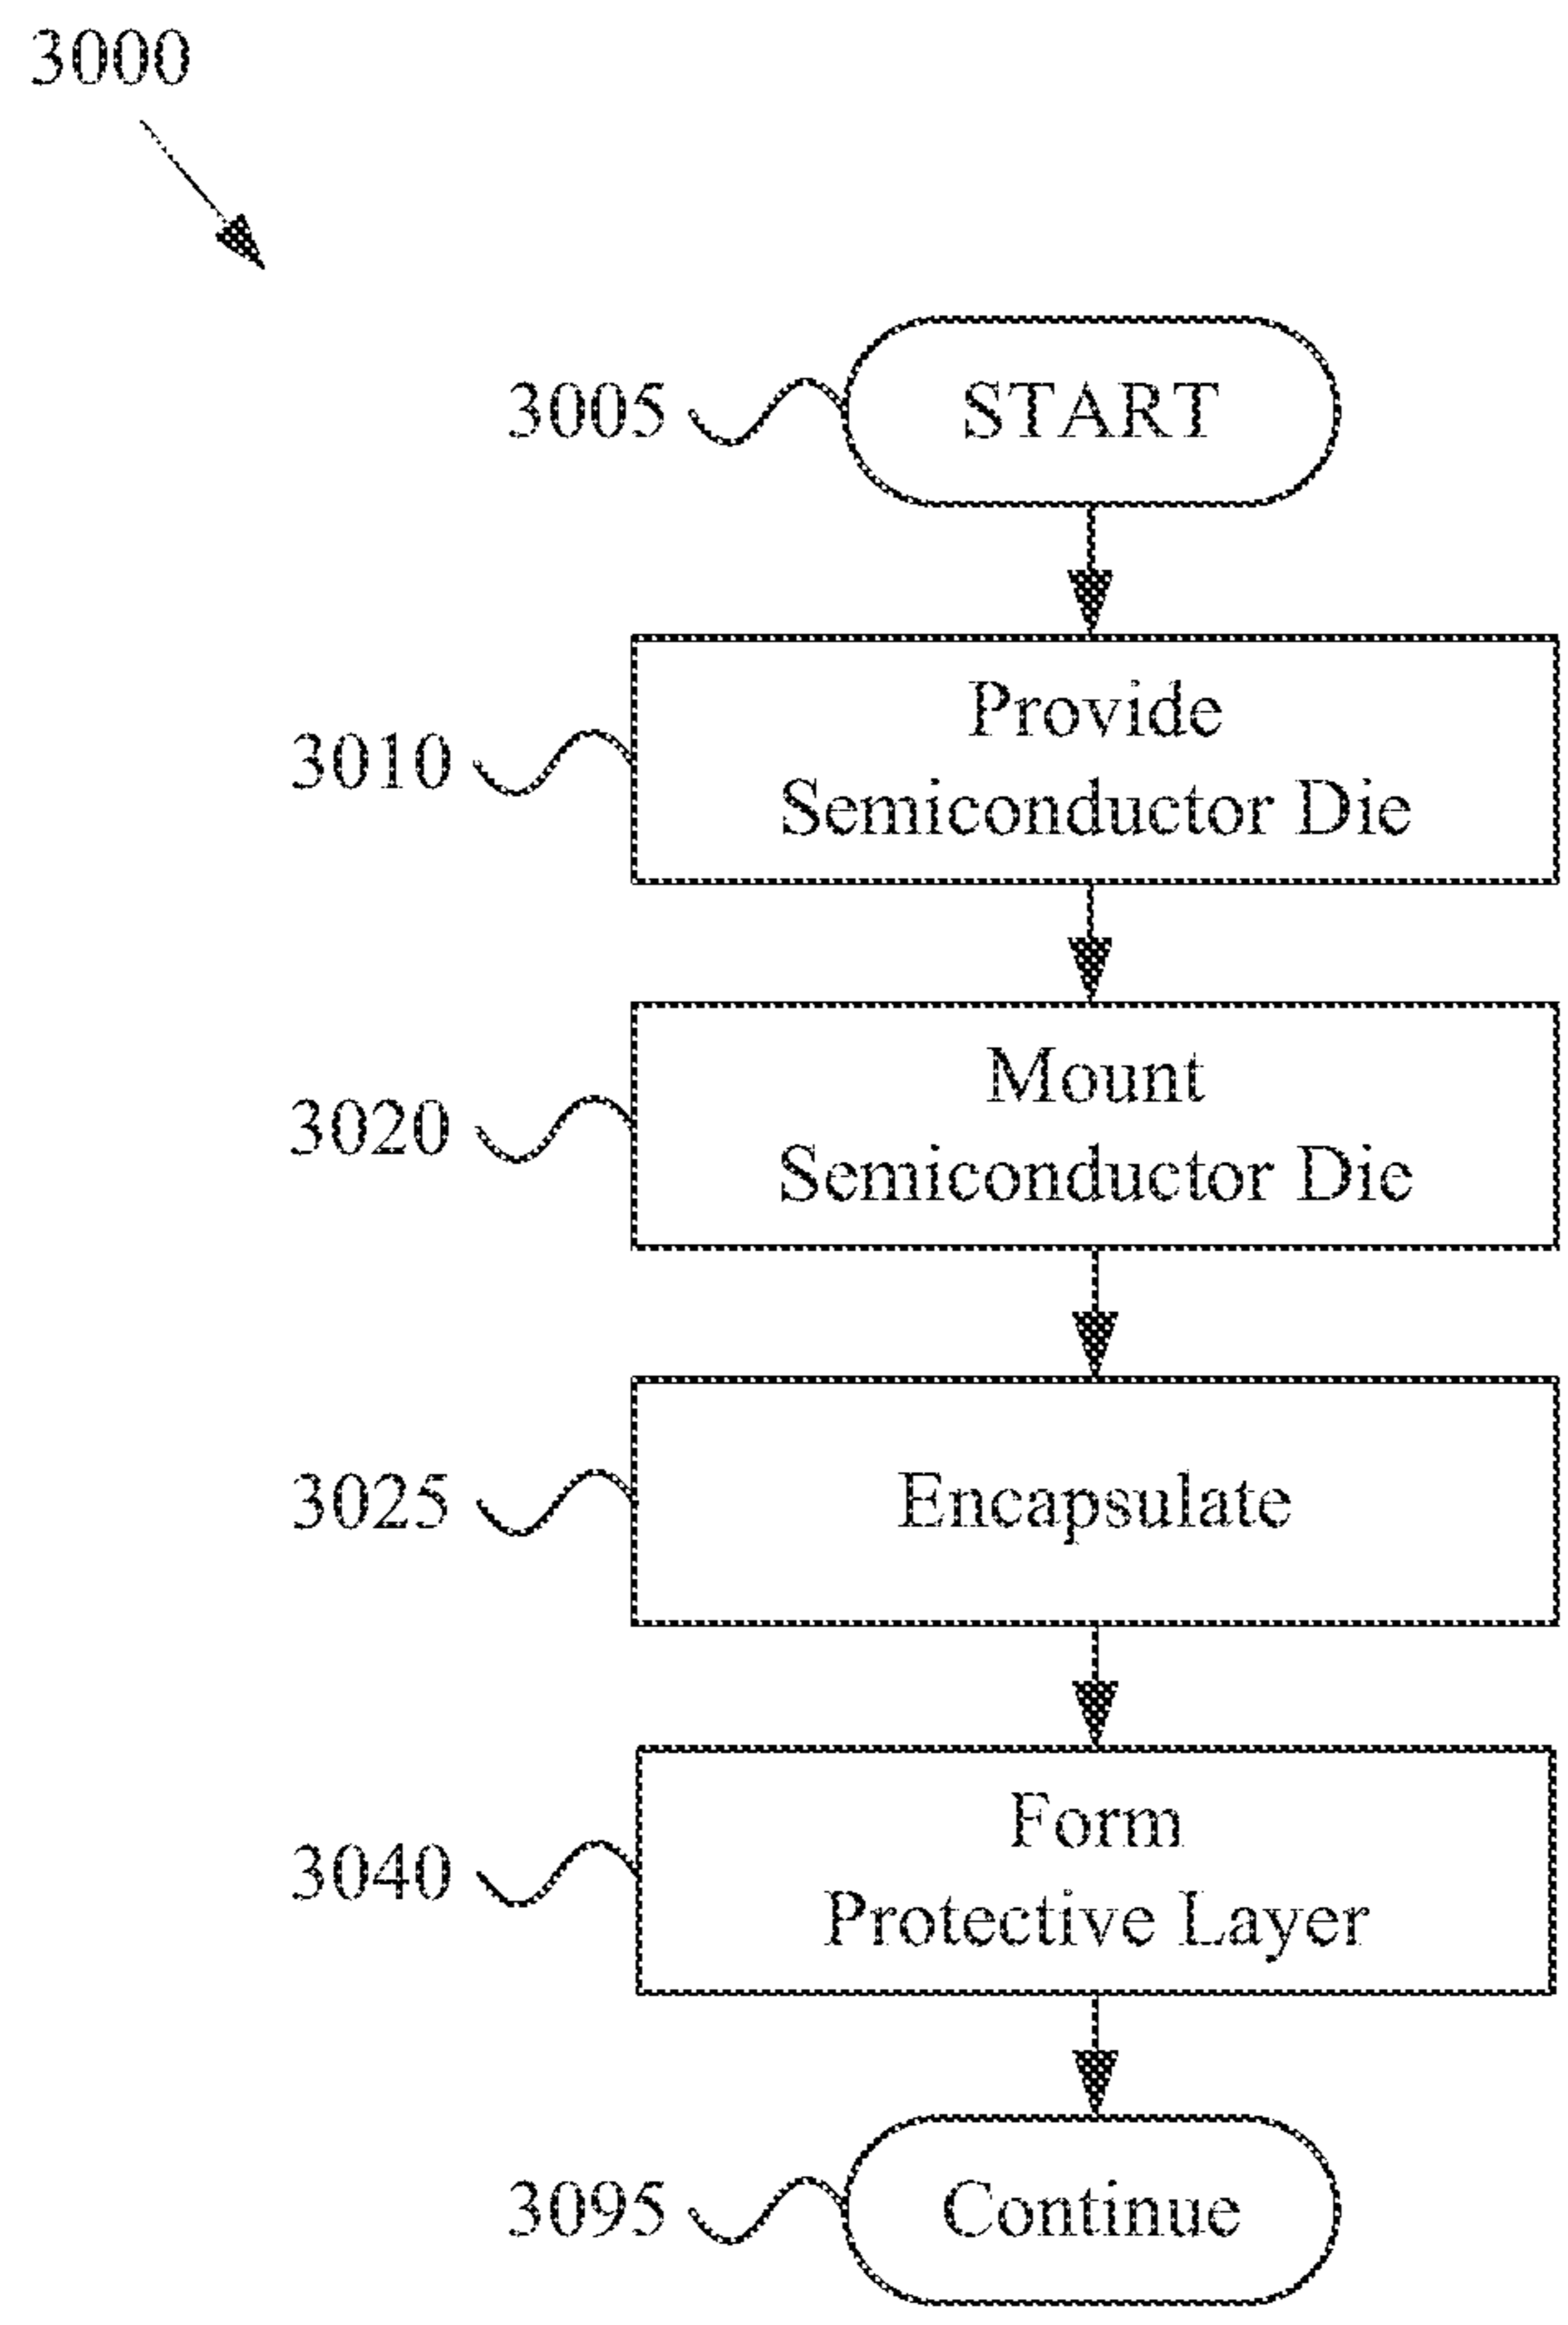 3000
3005 START
3010 Provide
Semiconductor Die
3020 Mount
Semiconductor Die
3025 Encapsulate
3040 Form
Protective Layer
3095 Continue